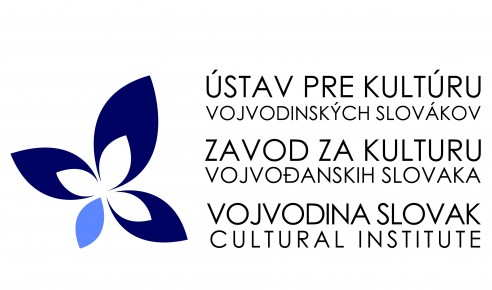 ÚSTAV PRE KULTÚRU
VOJVODINSKÝCH SLOVÁKOV
ZAVOD ZA KULTURU
VOJVOĐANSKIH SLOVAKA
VOJVODINA SLOVAK
CULTURAL INSTITUTE